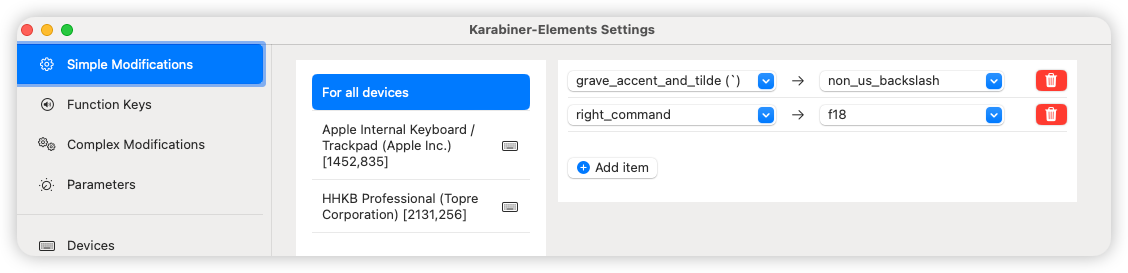 Karabiner-Elements Settings
Simple Modifications
Function Keys
Complex Modifications
Parameters
Devices
For all devices
Apple Internal Keyboard /
Trackpad (Apple Inc.)
[1452,835]
HHKB Professional (Topre
Corporation) [2131,256]
grave_accent_and_tilde (`) → non_us_backslash
right_command → f18
Add item